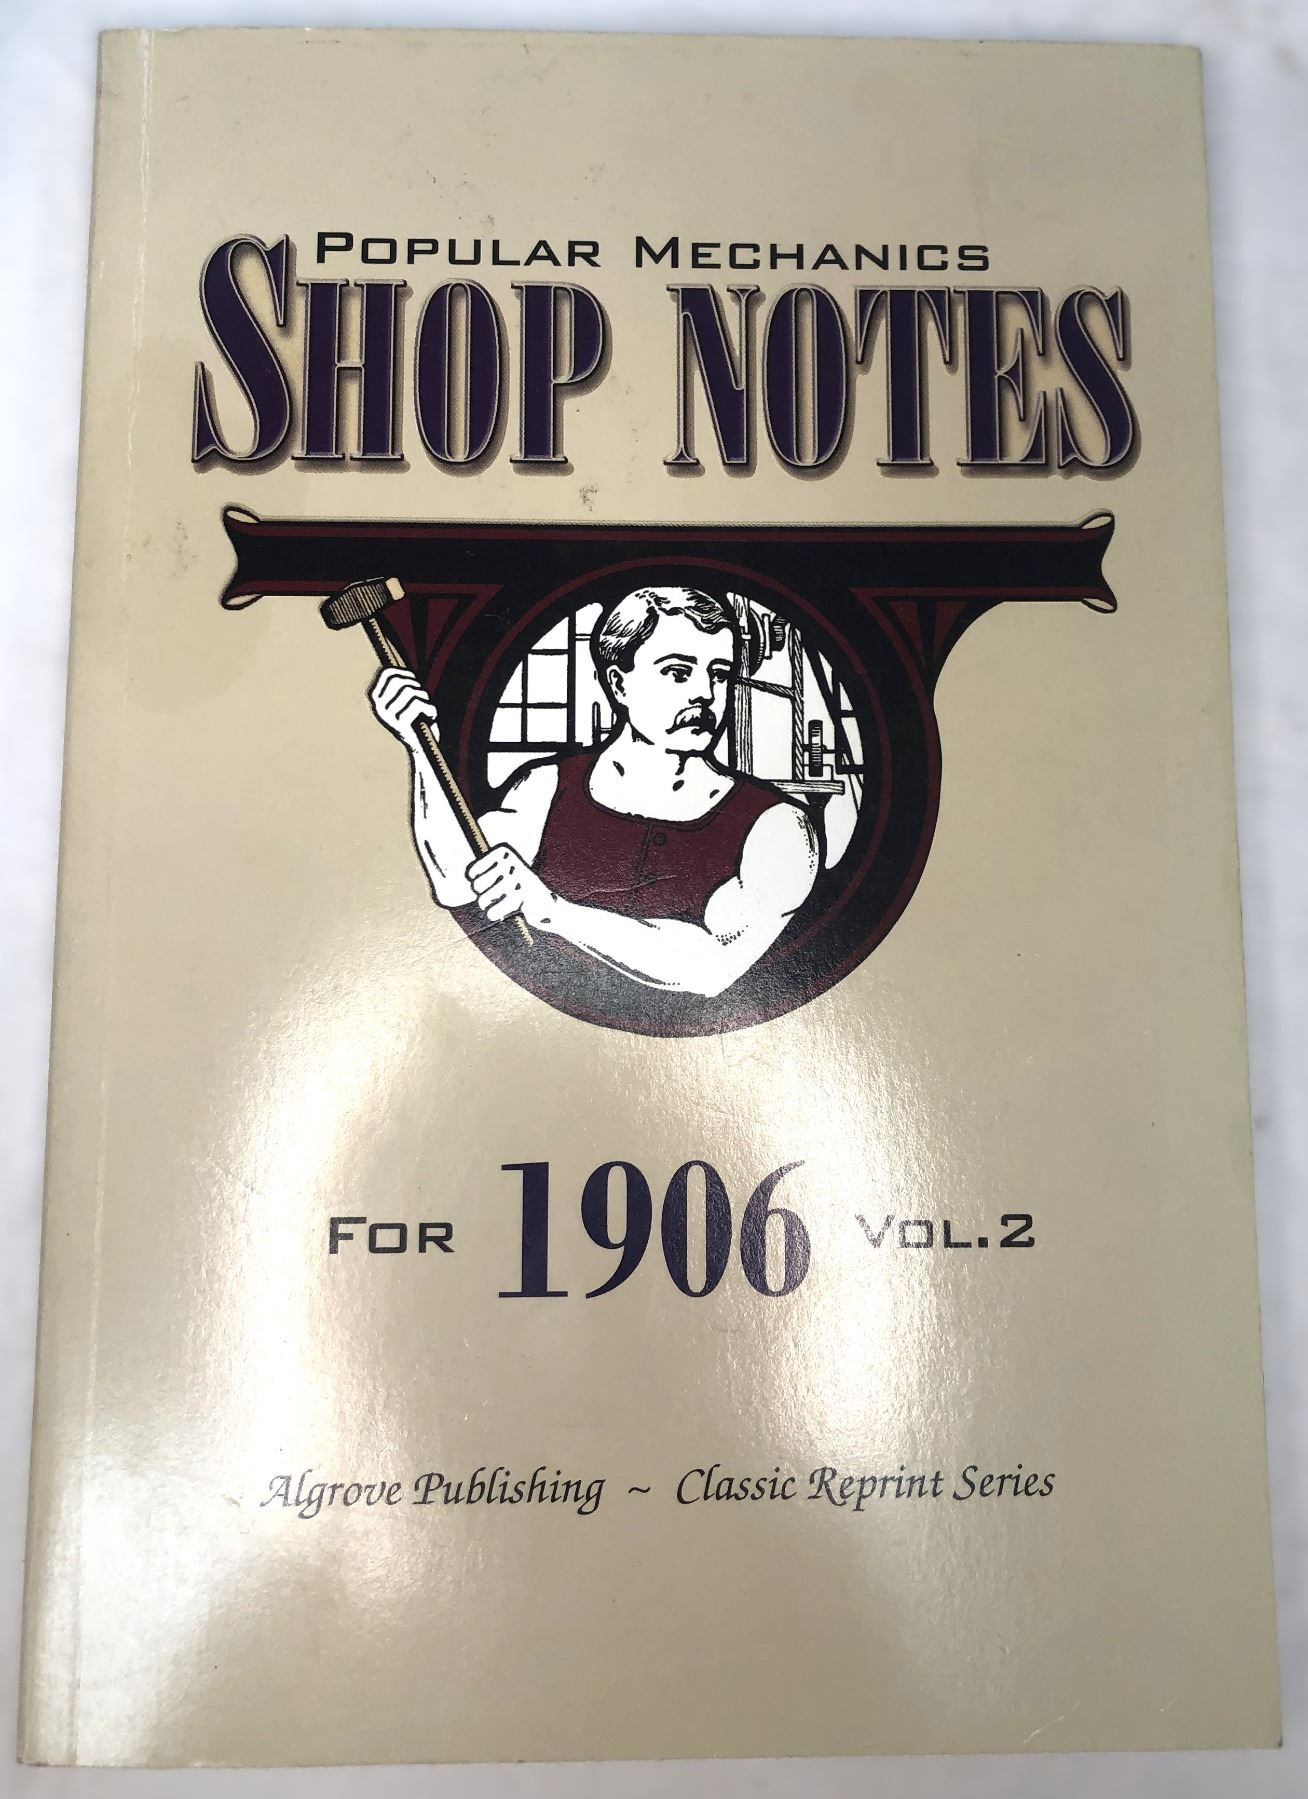 POPULAR MECHANICS
SHOP NOTES
FOR 1906 VOL.2
Algrove Publishing ~ Classic Reprint Series